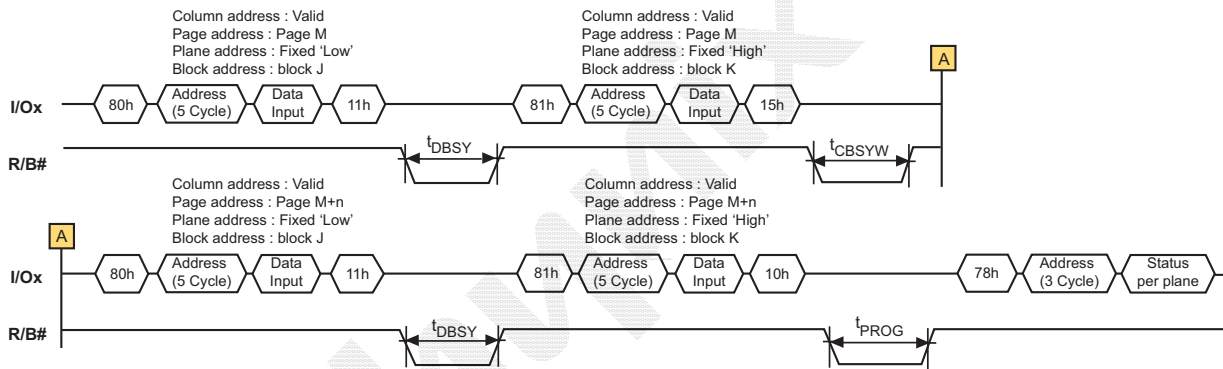 Column address : Valid
Page address : Page M
Plane address : Fixed 'Low'
Block address : block J
Column address : Valid
Page address : Page M
Plane address : Fixed 'High'
Block address : block K
A
I/Ox
80h
Address
(5 Cycle)
Data
Input
11h
81h
Address
(5 Cycle)
Data
Input
15h
R/B#
tDBSY
tCBSYW
Column address : Valid
Page address : Page M+n
Plane address : Fixed 'Low'
Block address : block J
Column address : Valid
Page address : Page M+n
Plane address : Fixed 'High'
Block address : block K
A
I/Ox
80h
Address
(5 Cycle)
Data
Input
11h
81h
Address
(5 Cycle)
Data
Input
10h
78h
Address
(3 Cycle)
Status
per plane
R/B#
tDBSY
tPROG